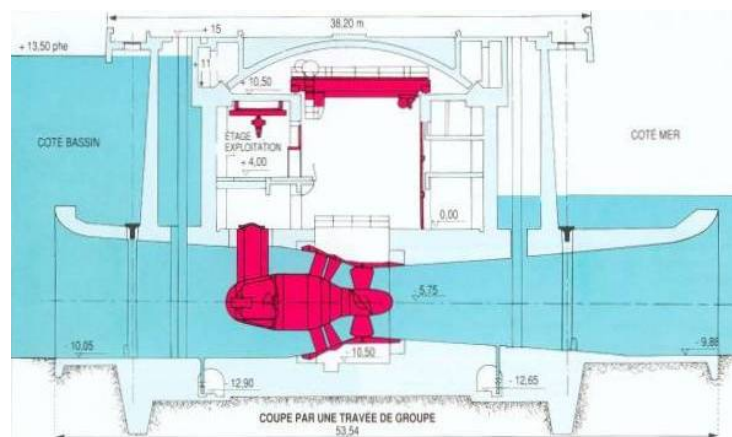 38,20 m
+ 15
+ 13,50 phe
+ 11
+ 10,50
COTÉ BASSIN
ÉTAGE
EXPLOITATION
COTÉ MER
+ 4,00
0,00
- 5,75
- 10,05
- 10,50
- 9,88
- 12,90
- 12,65
COUPE PAR UNE TRAVÉE DE GROUPE
53,54